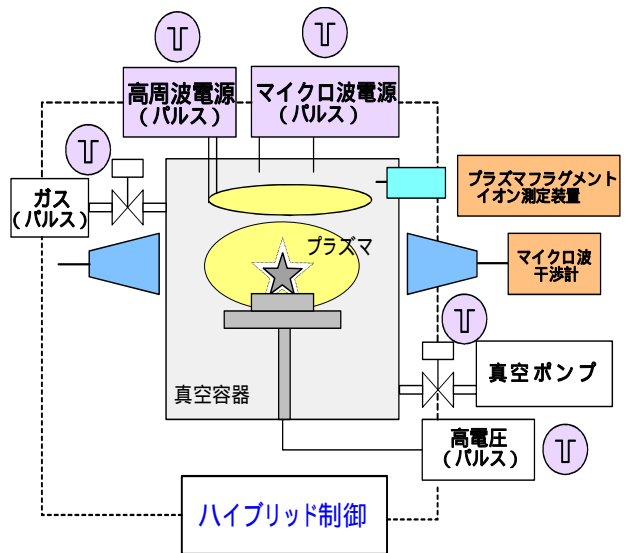 高周波電源
（パルス）
マイクロ波電源
（パルス）
ガス
（パルス）
プラズマフラグメント
イオン測定装置
プラズマ
マイクロ波
干渉計
真空ポンプ
真空容器
高電圧
（パルス）
ハイブリッド制御